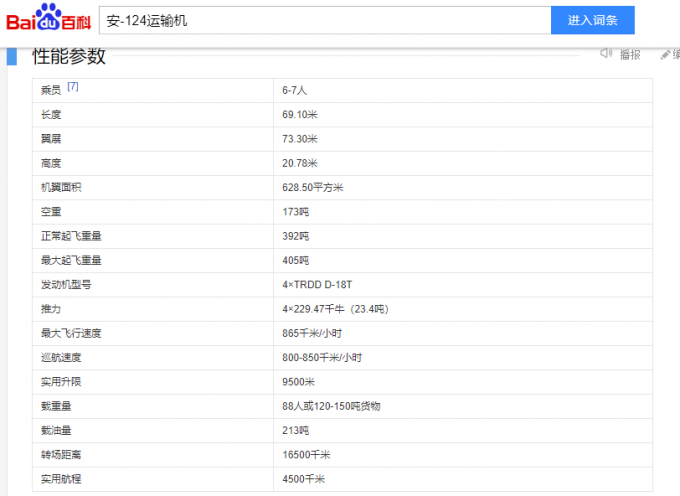 Baidu百科 安-124运输机 进入词条
性能参数 播报
乘员 [7] 6-7人
长度 69.10米
翼展 73.30米
高度 20.78米
机翼面积 628.50平方米
空重 173吨
正常起飞重量 392吨
最大起飞重量 405吨
发动机型号 4×TRDD D-18T
推力 4×229.47千牛（23.4吨）
最大飞行速度 865千米/小时
巡航速度 800-850千米/小时
实用升限 9500米
载重量 88人或120-150吨货物
载油量 213吨
转场距离 16500千米
实用航程 4500千米